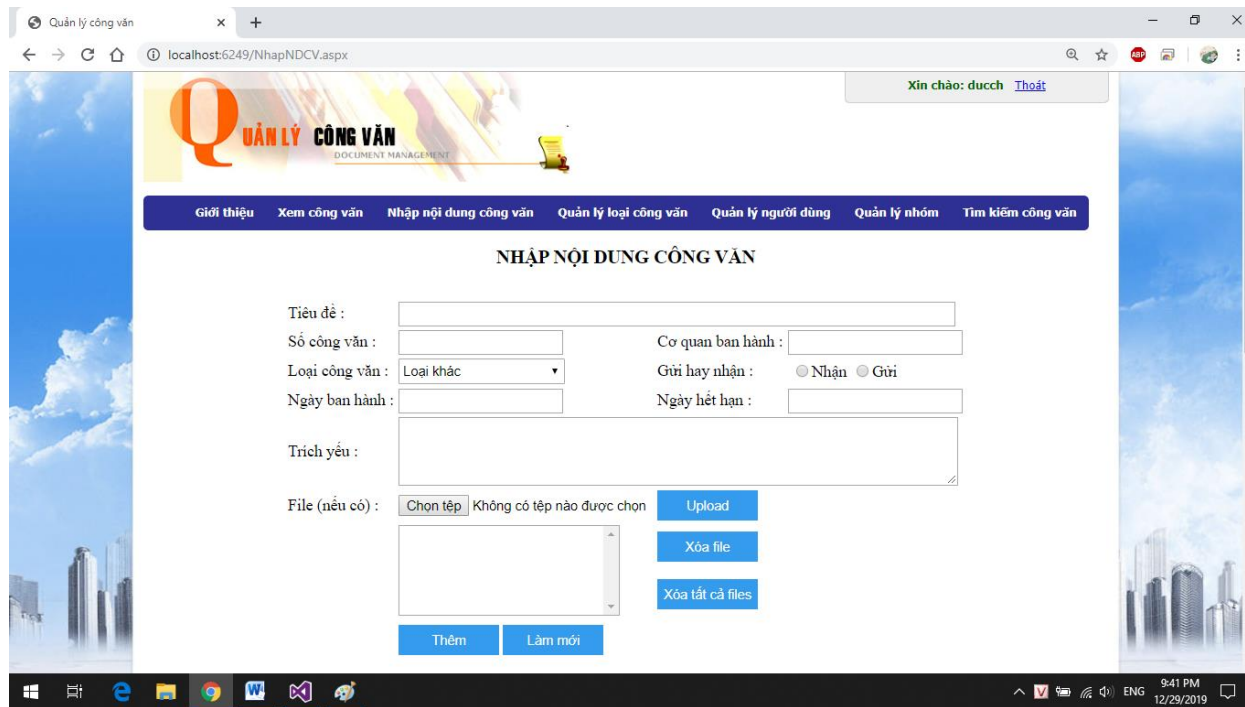 Quản lý công văn
localhost:6249/NhapNDCV.aspx
ABP
Xin chào: ducch Thoát
QUẢN LÝ CÔNG VĂN
DOCUMENT MANAGEMENT
Giới thiệu Xem công văn Nhập nội dung công văn Quản lý loại công văn Quản lý người dùng Quản lý nhóm Tìm kiếm công văn
NHẬP NỘI DUNG CÔNG VĂN
Tiêu đề :
Số công văn : Cơ quan ban hành :
Loại công văn : Loại khác Gửi hay nhận : Nhận Gửi
Ngày ban hành : Ngày hết hạn :
Trích yếu :
File (nếu có) : Chọn tệp Không có tệp nào được chọn Upload
Xóa file
Xóa tất cả files
Thêm Làm mới
ENG 9:41 PM
12/29/2019